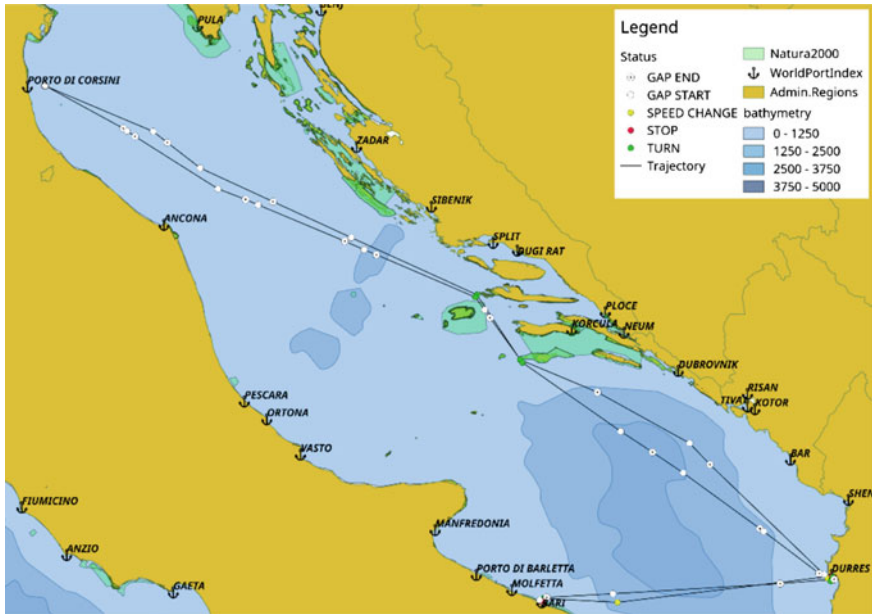 PULA
SENJ
PORTO DI CORSINI
ZADAR
SIBENIK
ANCONA
SPLIT
DUGI RAT
PLOCE
KORCULA
NEUM
DUBROVNIK
RISAN
TIVAT
KOTOR
PESCARA
ORTONA
VASTO
BAR
FIUMICINO
SHEN
MANFREDONIA
ANZIO
PORTO DI BARLETTA
DURRES
GAETA
MOLFETTA
BARI
Legend
Status
GAP END
GAP START
SPEED CHANGE
STOP
TURN
Trajectory
Natura2000
WorldPortIndex
Admin.Regions
bathymetry
0 - 1250
1250 - 2500
2500 - 3750
3750 - 5000